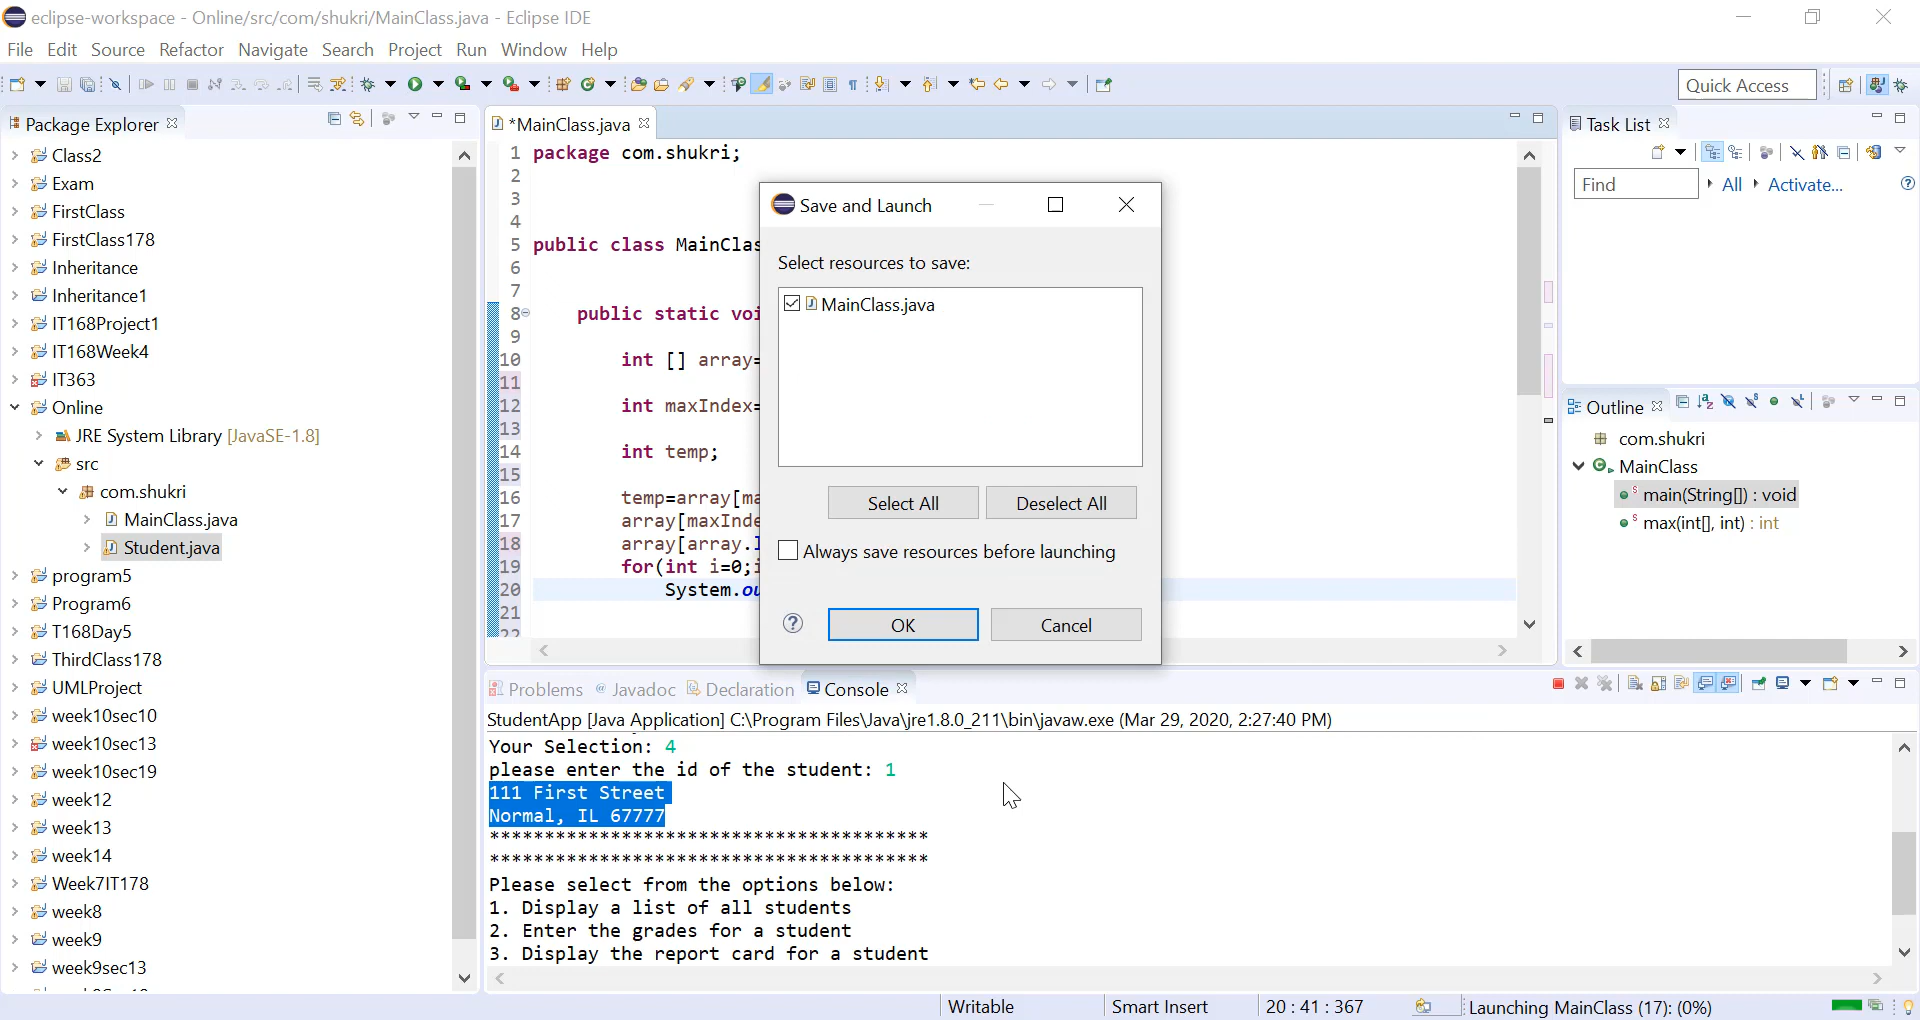 eclipse-workspace - Online/src/com/shukri/MainClass.java - Eclipse IDE
File Edit Source Refactor Navigate Search Project Run Window Help
Quick Access
Package Explorer
Class2
Exam
FirstClass
FirstClass178
Inheritance
Inheritance1
IT168Project1
IT168Week4
IT363
Online
JRE System Library [JavaSE-1.8]
src
com.shukri
MainClass.java
Student.java
program5
Program6
T168Day5
ThirdClass178
UMLProject
week10sec10
week10sec13
week10sec19
week12
week13
week14
Week7IT178
week8
week9
week9sec13
*MainClass.java
1 package com.shukri;
2
3
4
5 public class MainClas
6
7
8 public static voi
9
10 int [] array=
11
12 int maxIndex=
13
14 int temp;
15
16 temp=array[ma
17 array[maxInde
18 array[array.l
19 for(int i=0;i
20 System.ou
21
22
Save and Launch
Select resources to save:
MainClass.java
Select All Deselect All
Always save resources before launching
OK Cancel
Task List
Find All Activate...
Outline
com.shukri
MainClass
main(String[]) : void
max(int[], int) : int
Problems @ Javadoc Declaration Console
StudentApp [Java Application] C:\Program Files\Java\jre1.8.0_211\bin\javaw.exe (Mar 29, 2020, 2:27:40 PM)
Your Selection: 4
please enter the id of the student: 1
111 First Street
Normal, IL 67777
****************************************
****************************************
Please select from the options below:
1. Display a list of all students
2. Enter the grades for a student
3. Display the report card for a student
Writable Smart Insert 20 : 41 : 367 Launching MainClass (17): (0%)